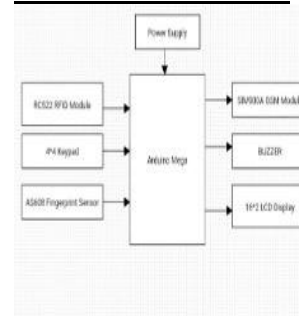 Power Supply
RC522 RFID Module
SIM900A GSM Modul
4*4 Keypad
Arduino Mega
BUZZER
AS608 Fingerprint Sensor
16*2 LCD Display